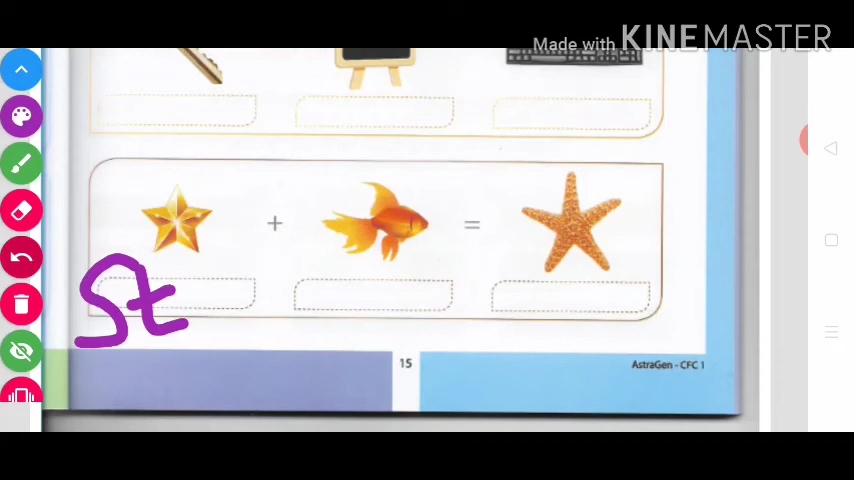 Made with KINEMASTER
+ =
St
15
AstraGen - CFC 1